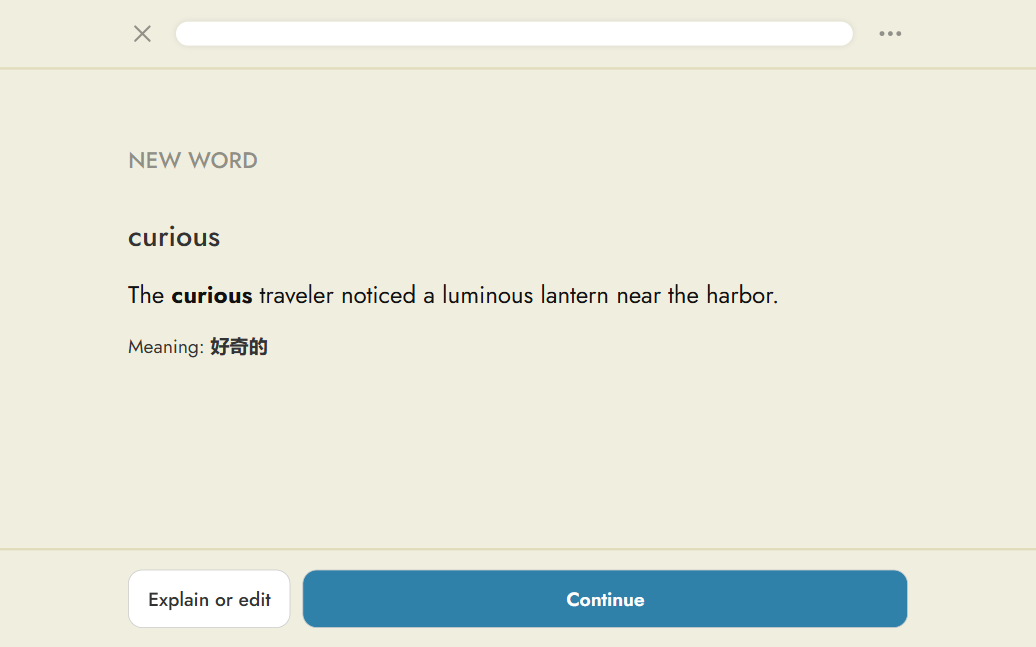 NEW WORD
curious
The curious traveler noticed a luminous lantern near the harbor.
Meaning: 好奇的
Explain or edit
Continue